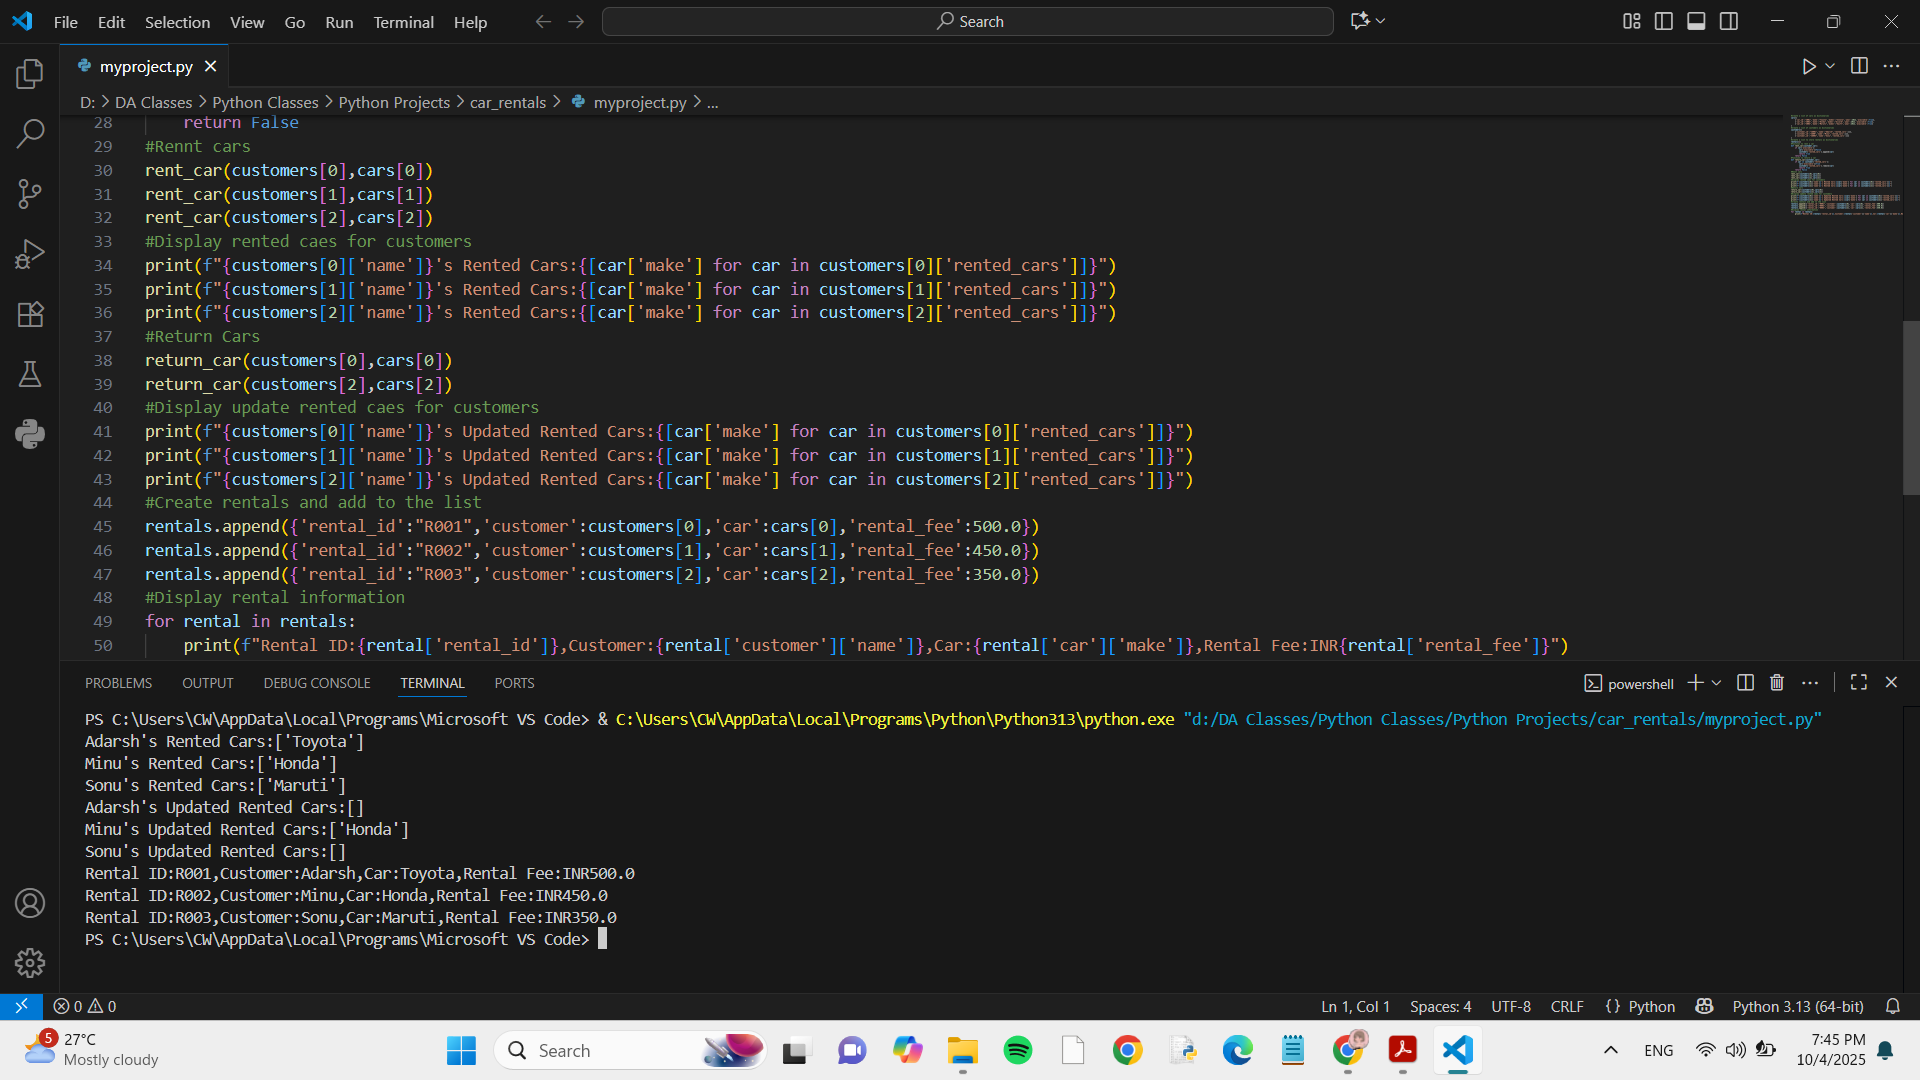 File Edit Selection View Go Run Terminal Help
Search
myproject.py
D: > DA Classes > Python Classes > Python Projects > car_rentals > myproject.py > ...
28 return False
29 #Rennt cars
30 rent_car(customers[0],cars[0])
31 rent_car(customers[1],cars[1])
32 rent_car(customers[2],cars[2])
33 #Display rented caes for customers
34 print(f"{customers[0]['name']}'s Rented Cars:{[car['make'] for car in customers[0]['rented_cars']]}")
35 print(f"{customers[1]['name']}'s Rented Cars:{[car['make'] for car in customers[1]['rented_cars']]}")
36 print(f"{customers[2]['name']}'s Rented Cars:{[car['make'] for car in customers[2]['rented_cars']]}")
37 #Return Cars
38 return_car(customers[0],cars[0])
39 return_car(customers[2],cars[2])
40 #Display update rented caes for customers
41 print(f"{customers[0]['name']}'s Updated Rented Cars:{[car['make'] for car in customers[0]['rented_cars']]}")
42 print(f"{customers[1]['name']}'s Updated Rented Cars:{[car['make'] for car in customers[1]['rented_cars']]}")
43 print(f"{customers[2]['name']}'s Updated Rented Cars:{[car['make'] for car in customers[2]['rented_cars']]}")
44 #Create rentals and add to the list
45 rentals.append({'rental_id':"R001",'customer':customers[0],'car':cars[0],'rental_fee':500.0})
46 rentals.append({'rental_id':"R002",'customer':customers[1],'car':cars[1],'rental_fee':450.0})
47 rentals.append({'rental_id':"R003",'customer':customers[2],'car':cars[2],'rental_fee':350.0})
48 #Display rental information
49 for rental in rentals:
50 print(f"Rental ID:{rental['rental_id']},Customer:{rental['customer']['name']},Car:{rental['car']['make']},Rental Fee:INR{rental['rental_fee']}")
PROBLEMS OUTPUT DEBUG CONSOLE TERMINAL PORTS
powershell
PS C:\Users\CW\AppData\Local\Programs\Microsoft VS Code> & C:\Users\CW\AppData\Local\Programs\Python\Python313\python.exe "d:/DA Classes/Python Classes/Python Projects/car_rentals/myproject.py"
Adarsh's Rented Cars:['Toyota']
Minu's Rented Cars:['Honda']
Sonu's Rented Cars:['Maruti']
Adarsh's Updated Rented Cars:[]
Minu's Updated Rented Cars:['Honda']
Sonu's Updated Rented Cars:[]
Rental ID:R001,Customer:Adarsh,Car:Toyota,Rental Fee:INR500.0
Rental ID:R002,Customer:Minu,Car:Honda,Rental Fee:INR450.0
Rental ID:R003,Customer:Sonu,Car:Maruti,Rental Fee:INR350.0
PS C:\Users\CW\AppData\Local\Programs\Microsoft VS Code>
0 0
Ln 1, Col 1 Spaces: 4 UTF-8 CRLF {} Python Python 3.13 (64-bit)
5
27°C
Mostly cloudy
Search
ENG
7:45 PM
10/4/2025